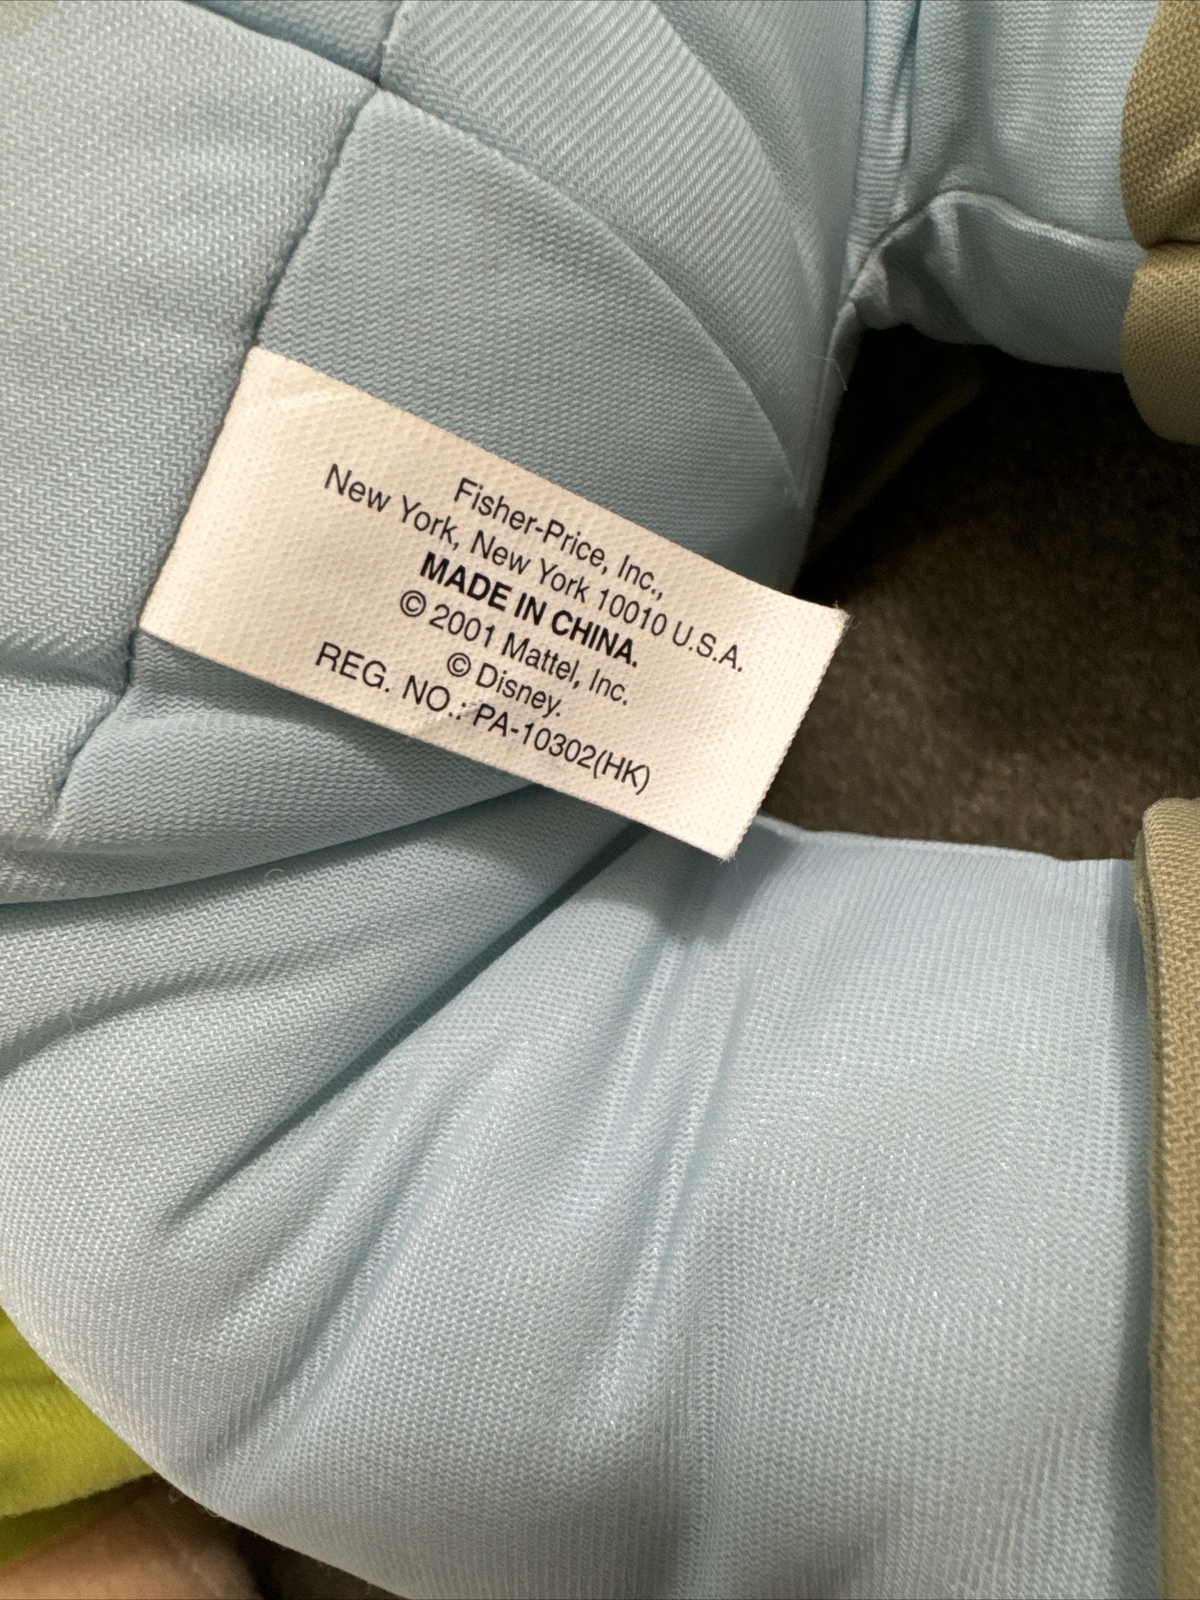 Fisher-Price, Inc.,
New York, New York 10010 U.S.A.
MADE IN CHINA.
© 2001 Mattel, Inc.
© Disney.
REG. NO.: PA-10302(HK)